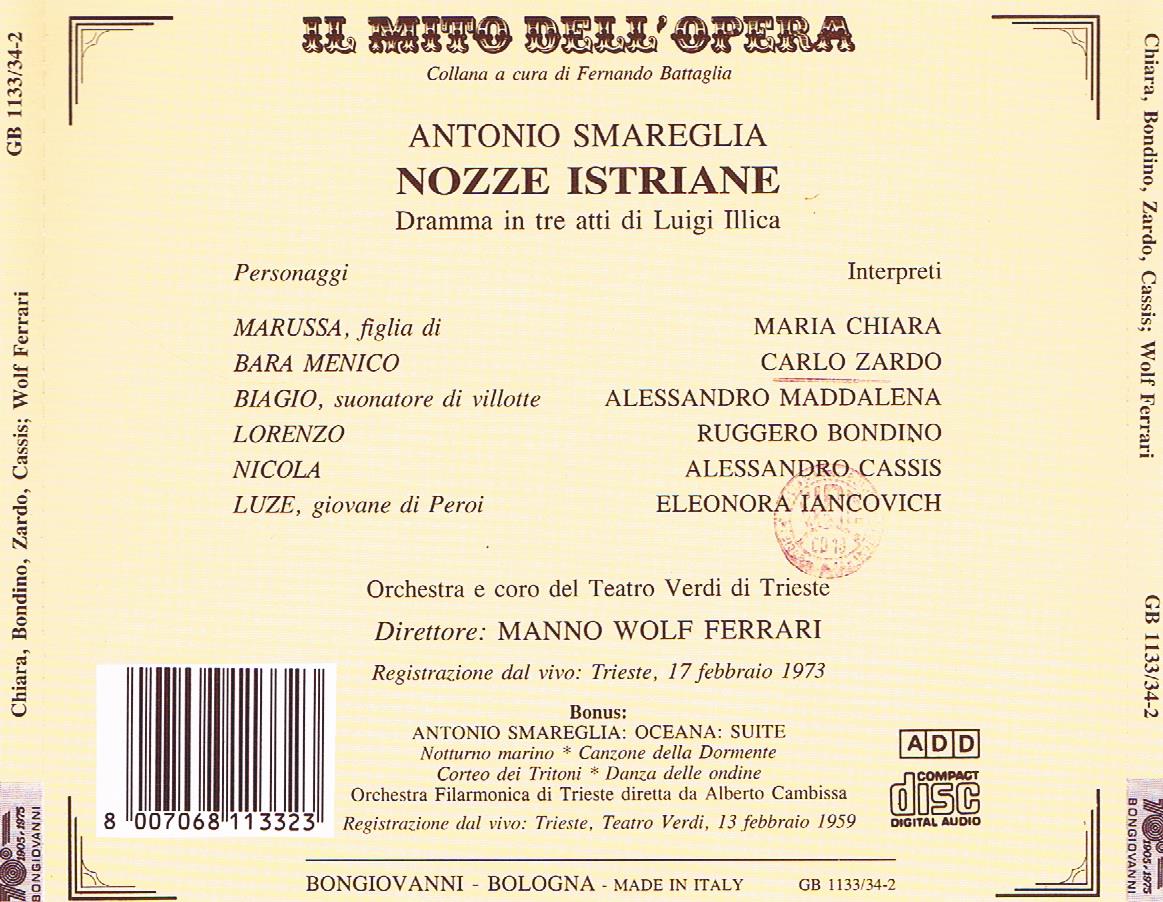 IL MITO DELL'OPERA
Collana a cura di Fernando Battaglia
ANTONIO SMAREGLIA
NOZZE ISTRIANE
Dramma in tre atti di Luigi Illica
Personaggi Interpreti
MARUSSA, figlia di MARIA CHIARA
BARA MENICO CARLO ZARDO
BIAGIO, suonatore di villotte ALESSANDRO MADDALENA
LORENZO RUGGERO BONDINO
NICOLA ALESSANDRO CASSIS
LUZE, giovane di Peroi ELEONORA IANCOVICH
Orchestra e coro del Teatro Verdi di Trieste
Direttore: MANNO WOLF FERRARI
Registrazione dal vivo: Trieste, 17 febbraio 1973
Bonus:
ANTONIO SMAREGLIA: OCEANA: SUITE
Notturno marino * Canzone della Dormente
Corteo dei Tritoni * Danza delle ondine
Orchestra Filarmonica di Trieste diretta da Alberto Cambissa
Registrazione dal vivo: Trieste, Teatro Verdi, 13 febbraio 1959
8 007068 113323
ADD
COMPACT
disc
DIGITAL AUDIO
BONGIOVANNI - BOLOGNA - MADE IN ITALY GB 1133/34-2
GB 1133/34-2
Chiara, Bondino, Zardo, Cassis; Wolf Ferrari
70° 1905-1975
BONGIOVANNI
Chiara, Bondino, Zardo, Cassis; Wolf Ferrari
GB 1133/34-2
70° 1905-1975
BONGIOVANNI